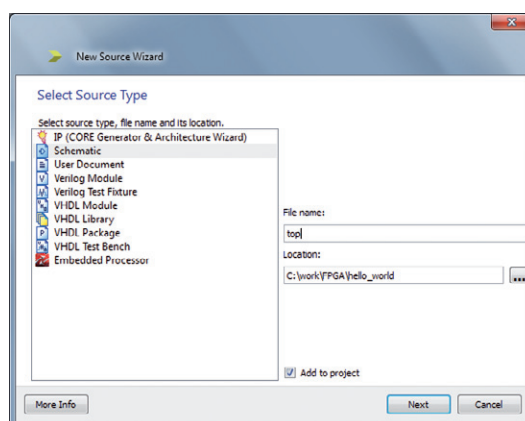 New Source Wizard
Select Source Type
Select source type, file name and its location.
IP (CORE Generator & Architecture Wizard)
Schematic
User Document
Verilog Module
Verilog Test Fixture
VHDL Module
VHDL Library
VHDL Package
VHDL Test Bench
Embedded Processor
File name:
top
Location:
C:\work\FPGA\hello_world
...
Add to project
More Info
Next
Cancel